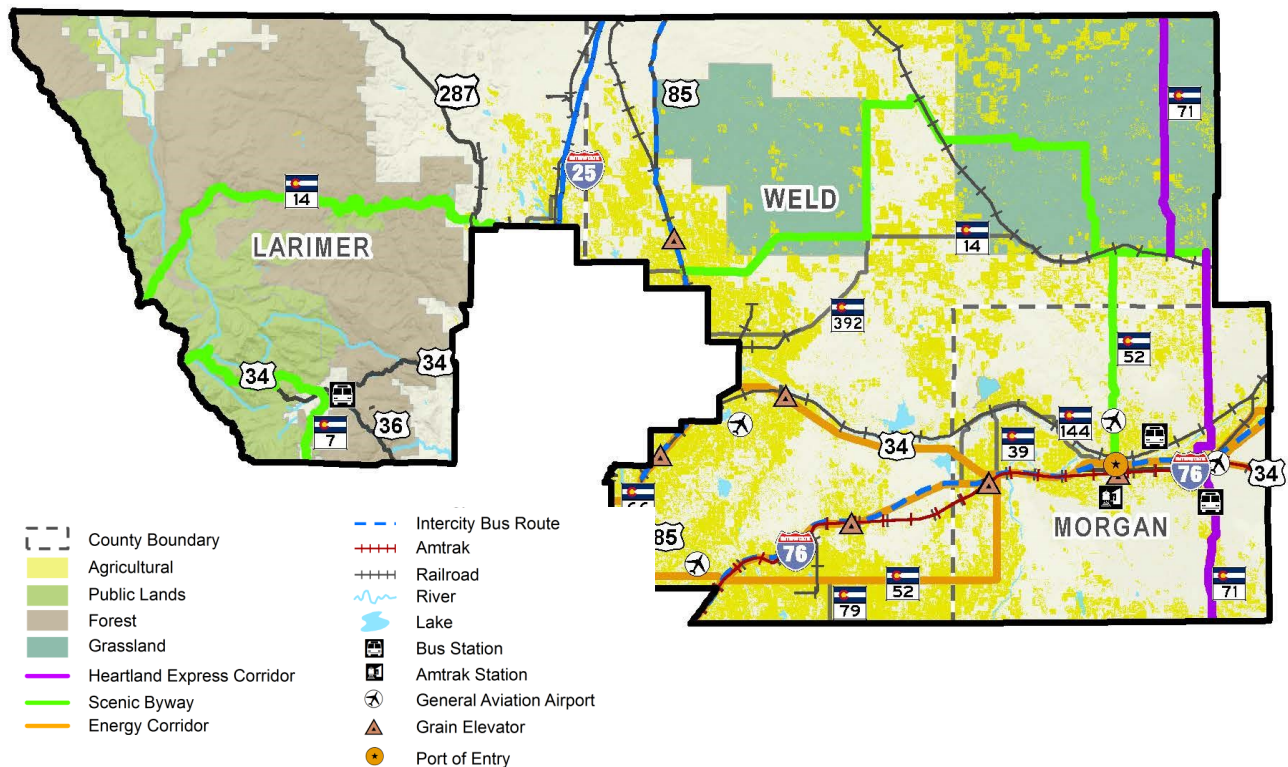 287
85
71
INTERSTATE
25
14
WELD
LARIMER
14
392
34
34
52
7
36
34
39
144
76
34
MORGAN
85
INTERSTATE
76
52
79
71
County Boundary
Agricultural
Public Lands
Forest
Grassland
Heartland Express Corridor
Scenic Byway
Energy Corridor
Intercity Bus Route
Amtrak
Railroad
River
Lake
Bus Station
Amtrak Station
General Aviation Airport
Grain Elevator
Port of Entry